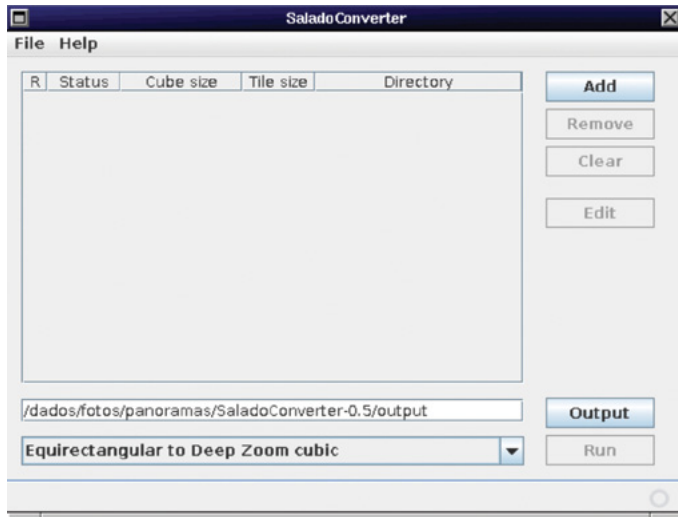 SaladoConverter
File Help
R Status Cube size Tile size Directory
Add
Remove
Clear
Edit
/dados/fotos/panoramas/SaladoConverter-0.5/output
Output
Equirectangular to Deep Zoom cubic
Run